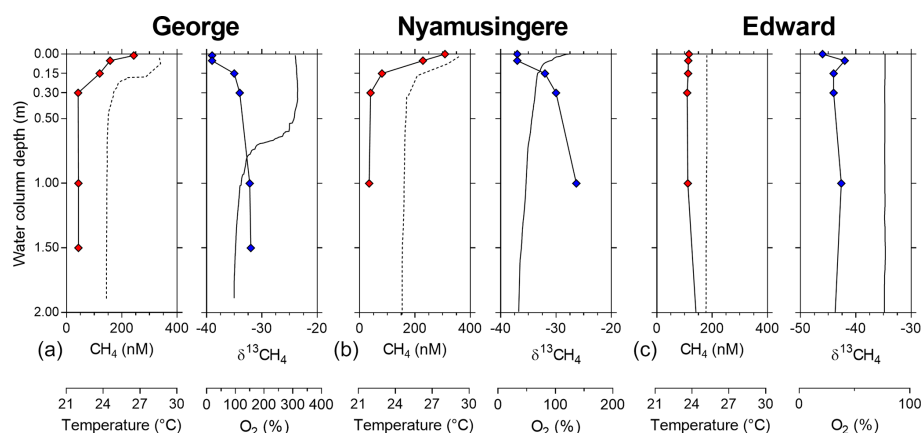 George Nyamusingere Edward
0.00
0.15
0.30
0.50
1.00
1.50
2.00
Water column depth (m)
0 200 400 -40 -30 -20 0 200 400 -40 -30 -20 0 200 400 -50 -40 -30
(a) CH₄ (nM) δ¹³CH₄ (b) CH₄ (nM) δ¹³CH₄ (c) CH₄ (nM) δ¹³CH₄
21 24 27 30 0 100 200 300 400 21 24 27 30 0 100 200 21 24 27 30 0 100
Temperature (°C) O₂ (%) Temperature (°C) O₂ (%) Temperature (°C) O₂ (%)